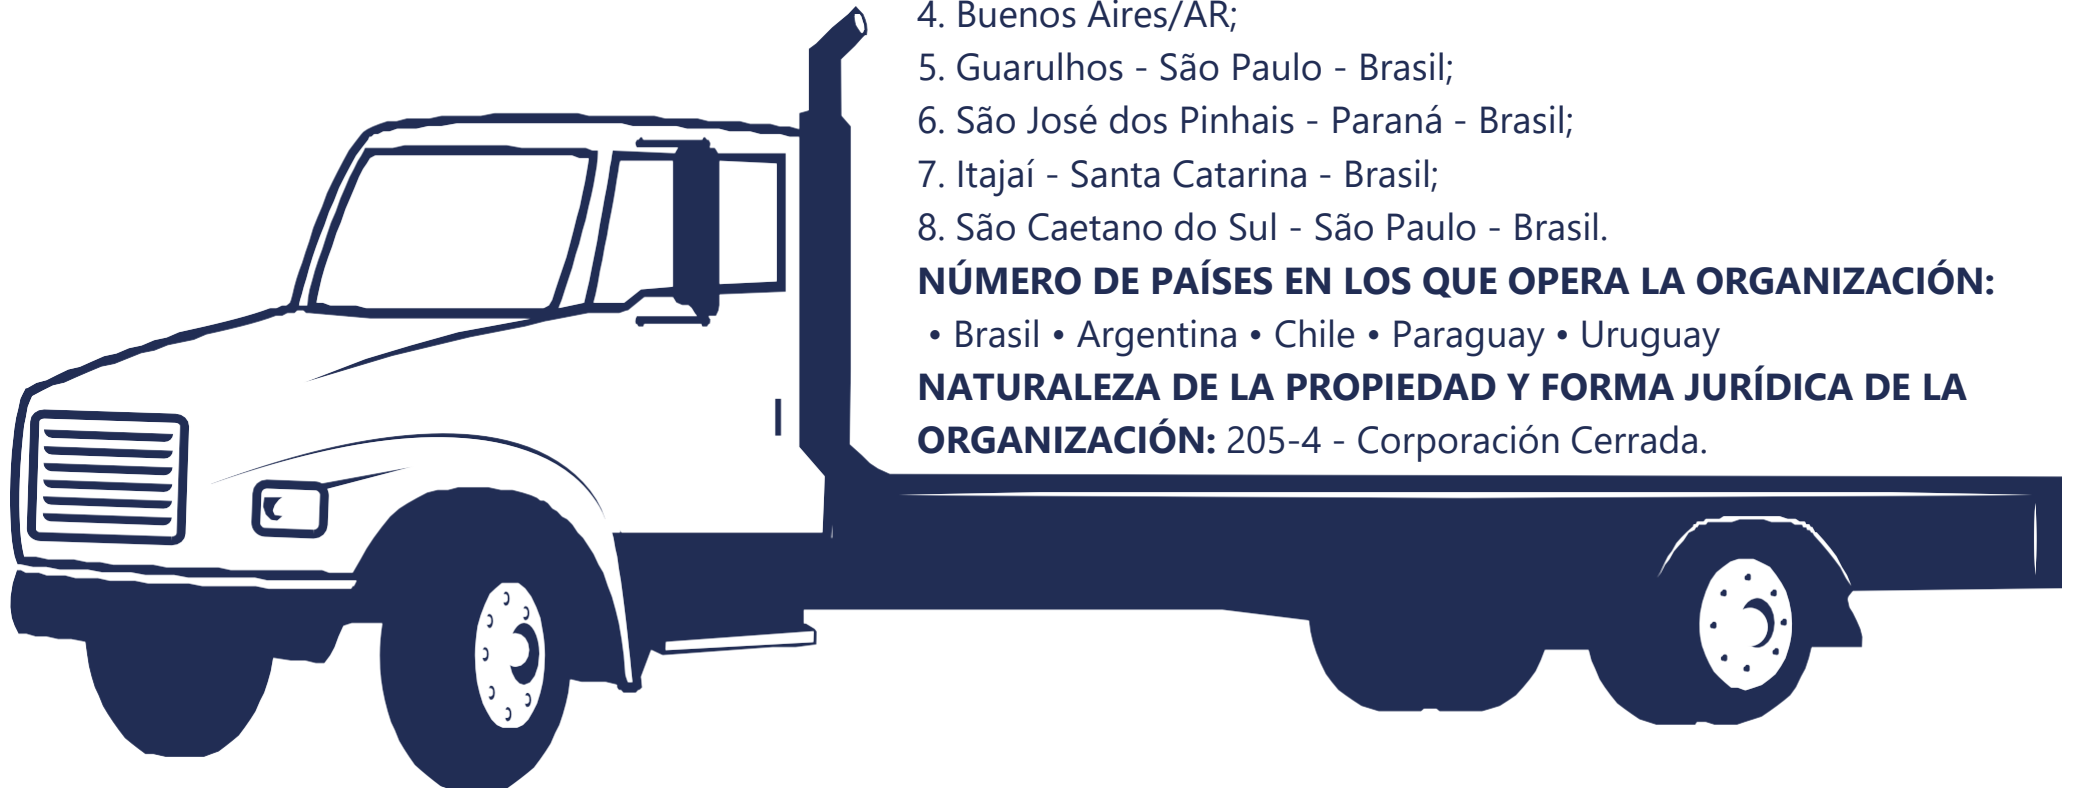 4. Buenos Aires/AR;
5. Guarulhos - São Paulo - Brasil;
6. São José dos Pinhais - Paraná - Brasil;
7. Itajaí - Santa Catarina - Brasil;
8. São Caetano do Sul - São Paulo - Brasil.
NÚMERO DE PAÍSES EN LOS QUE OPERA LA ORGANIZACIÓN:
• Brasil • Argentina • Chile • Paraguay • Uruguay
NATURALEZA DE LA PROPIEDAD Y FORMA JURÍDICA DE LA
ORGANIZACIÓN: 205-4 - Corporación Cerrada.